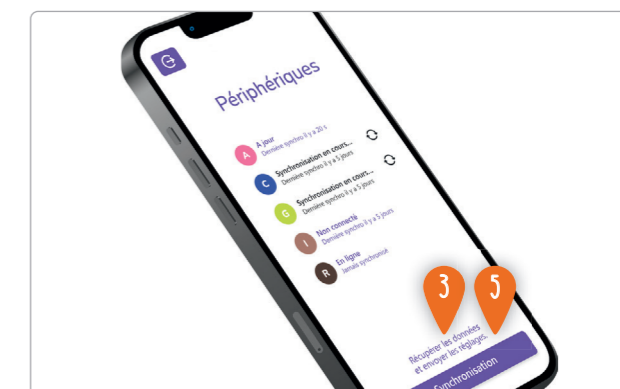 Périphériques
A
A jour
Dernière synchro il y a 20 s
C
Synchronisation en cours...
Dernière synchro il y a 5 jours
G
Synchronisation en cours...
Dernière synchro il y a 5 jours
I
Non connecté
Dernière synchro il y a 5 jours
R
En ligne
Jamais synchronisé
3
5
Récupérer les données
et envoyer les réglages.
Synchronisation